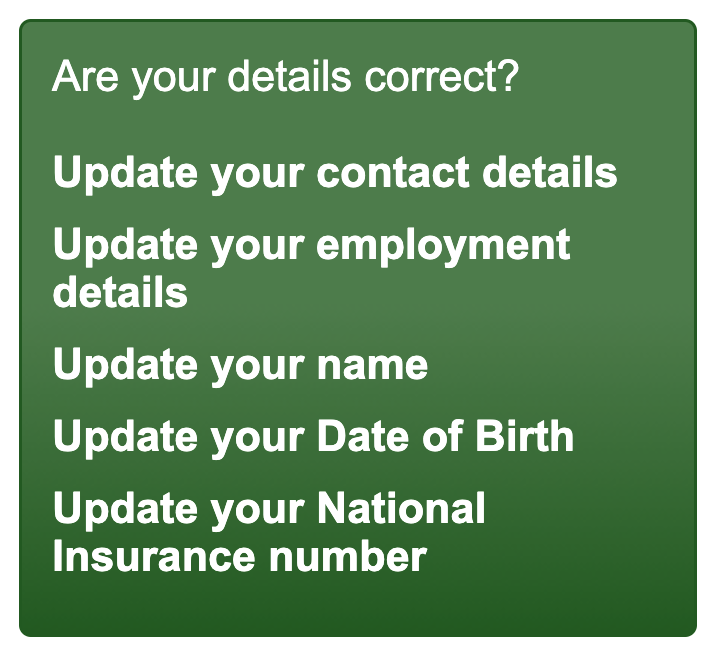 Are your details correct?
Update your contact details
Update your employment
details
Update your name
Update your Date of Birth
Update your National
Insurance number